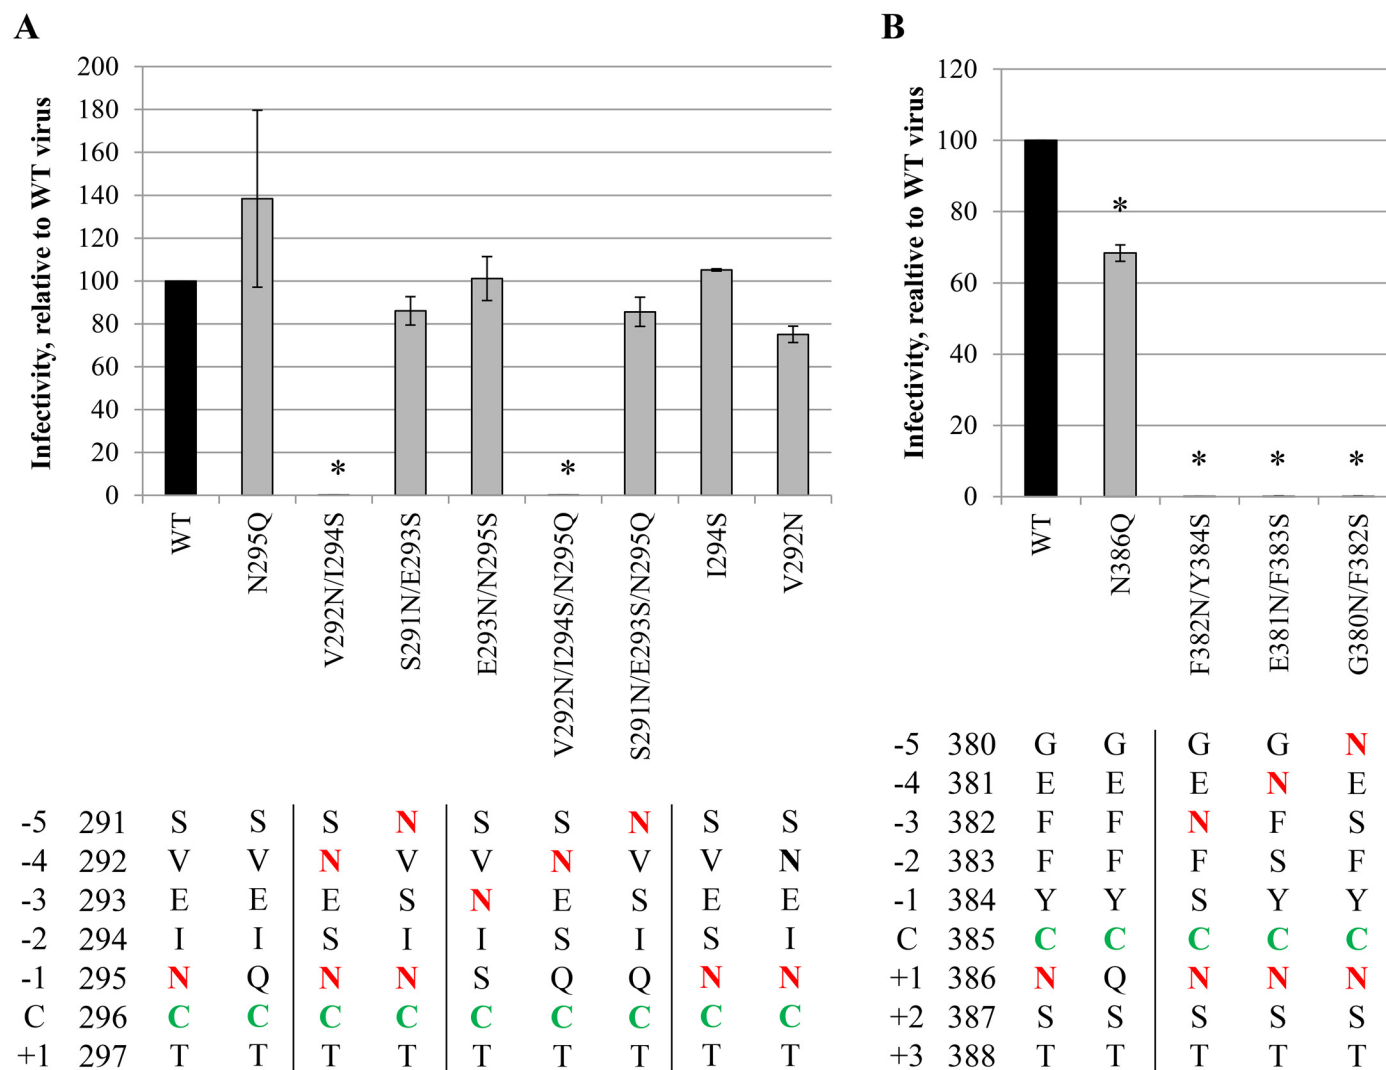 A
Infectivity, relative to WT virus
200
180
160
140
120
100
80
60
40
20
0
* *
WT
N295Q
V292N/I294S
S291N/E293S
E293N/N295S
V292N/I294S/N295Q
S291N/E293S/N295Q
I294S
V292N
-5 291 S S S N S S N S S
-4 292 V V N V V N V V N
-3 293 E E E S N E S E E
-2 294 I I S I I S I S I
-1 295 N Q N N S Q Q N N
C 296 C C C C C C C C C
+1 297 T T T T T T T T T
B
Infectivity, realtive to WT virus
120
100
80
60
40
20
0
*
* * *
WT
N386Q
F382N/Y384S
E381N/F383S
G380N/F382S
-5 380 G G G G N
-4 381 E E E N E
-3 382 F F N F S
-2 383 F F F S F
-1 384 Y Y S Y Y
C 385 C C C C C
+1 386 N Q N N N
+2 387 S S S S S
+3 388 T T T T T